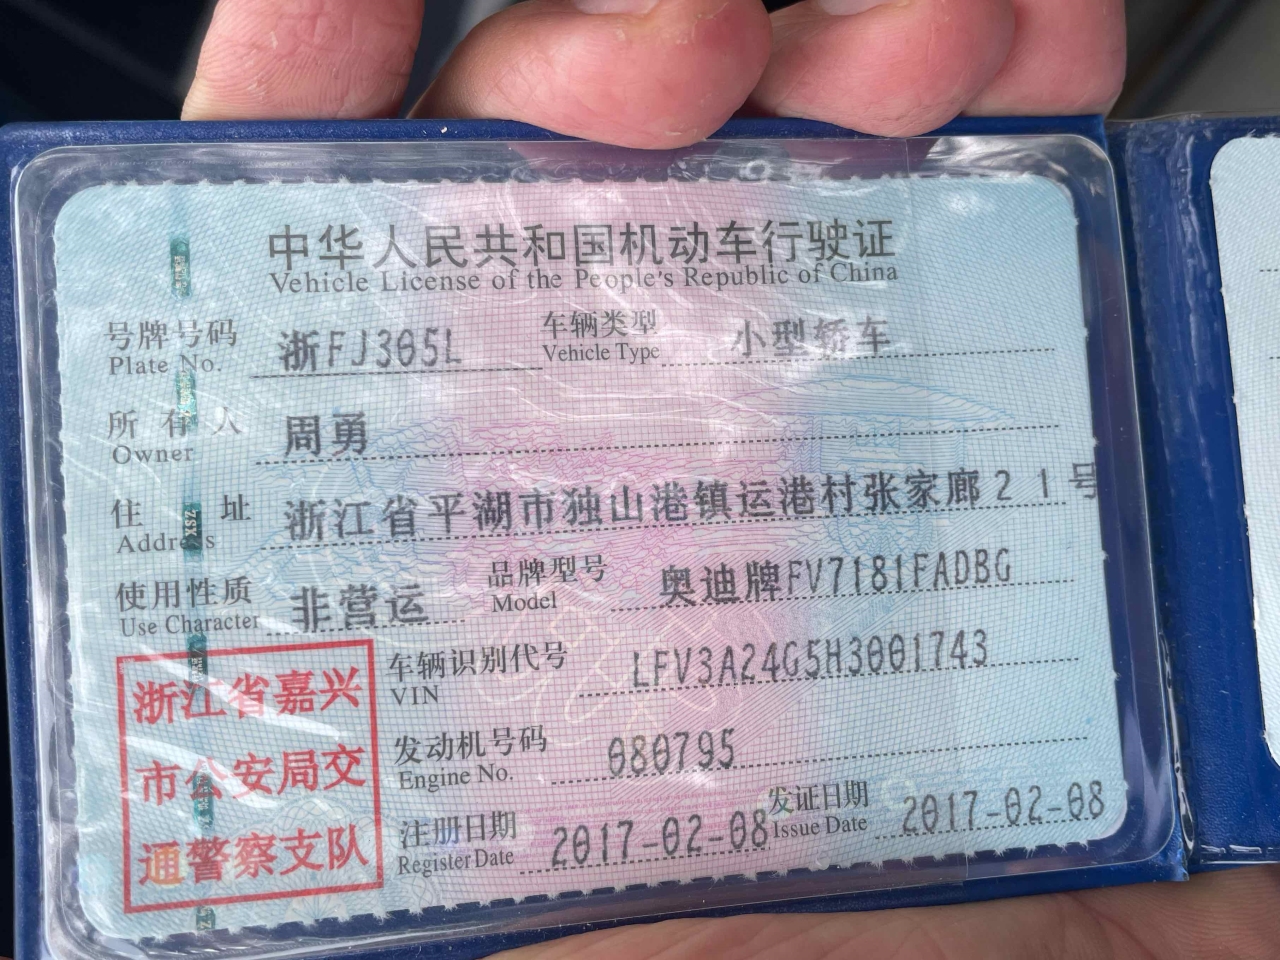 中华人民共和国机动车行驶证
Vehicle License of the People's Republic of China
号牌号码 浙FJ305L 车辆类型 小型轿车
Plate No. Vehicle Type
所有人 周勇
Owner
住址 浙江省平湖市独山港镇运港村张家廊21号
Address
使用性质 非营运 品牌型号 奥迪牌FV7181FADBG
Use Character Model
浙江省嘉兴
市公安局交
通警察支队
车辆识别代号 LFV3A24G5H3001743
VIN
发动机号码 080795
Engine No.
注册日期 2017-02-08 发证日期 2017-02-08
Register Date Issue Date